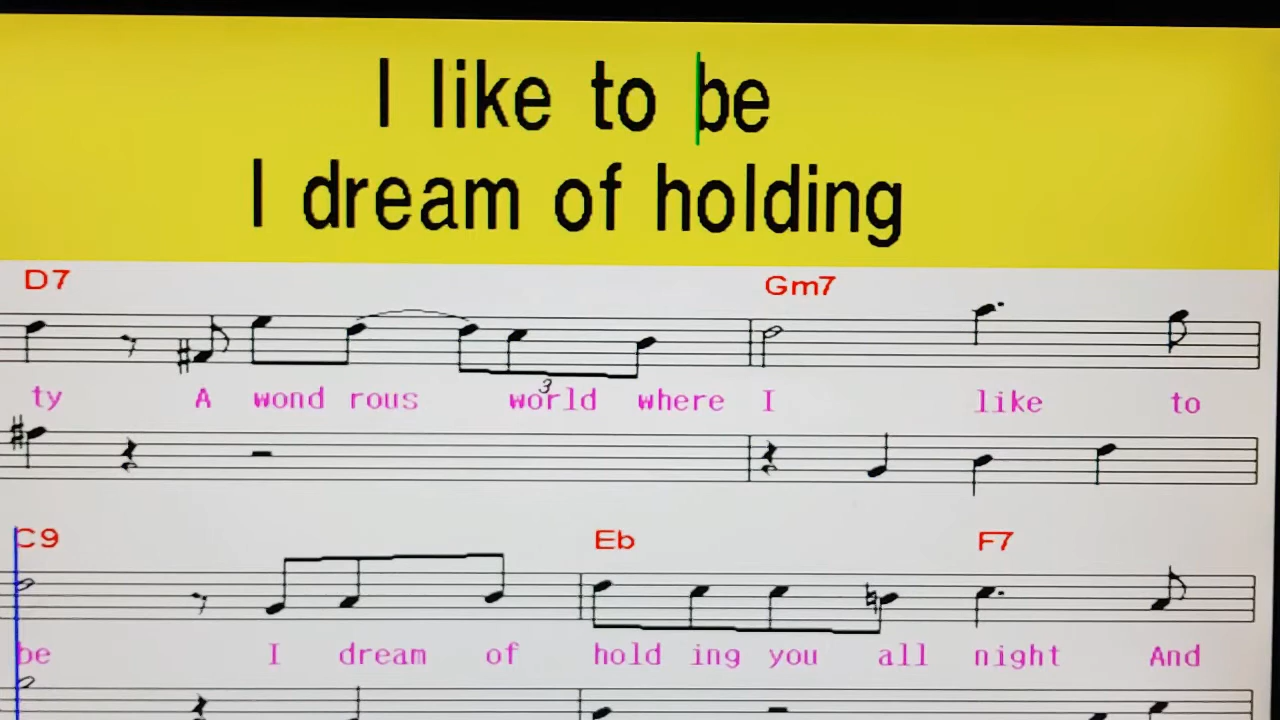 I like to be
I dream of holding
D7 Gm7
3
ty A wond rous world where I like to
C9 Eb F7
be I dream of hold ing you all night And